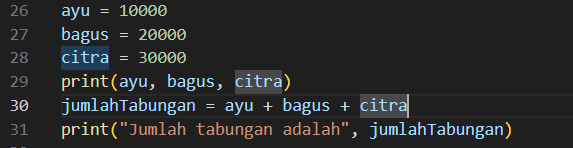 26 ayu = 10000
27 bagus = 20000
28 citra = 30000
29 print(ayu, bagus, citra)
30 jumlahTabungan = ayu + bagus + citra
31 print("Jumlah tabungan adalah", jumlahTabungan)